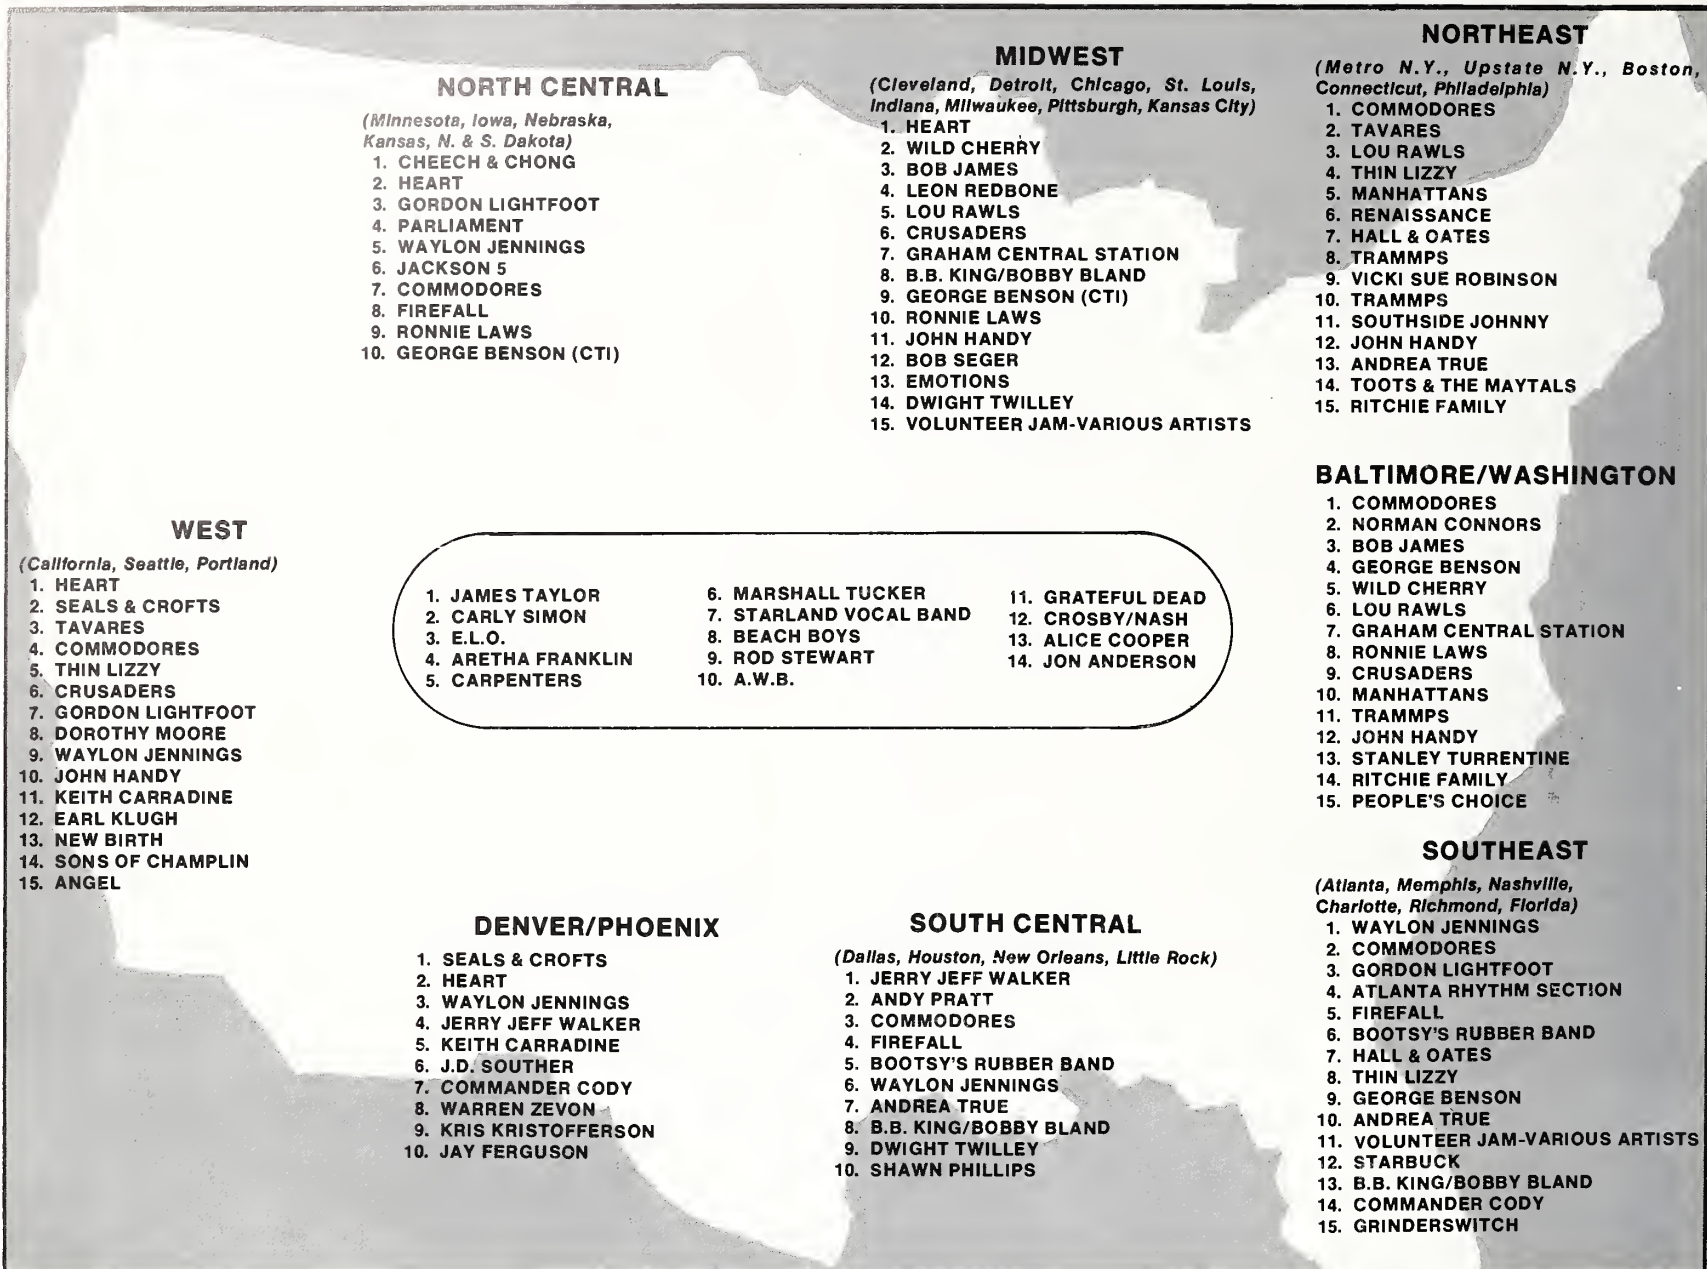 NORTH CENTRAL
(Minnesota, Iowa, Nebraska,
Kansas, N. & S. Dakota)
1. CHEECH & CHONG
2. HEART
3. GORDON LIGHTFOOT
4. PARLIAMENT
5. WAYLON JENNINGS
6. JACKSON 5
7. COMMODORES
8. FIREFALL
9. RONNIE LAWS
10. GEORGE BENSON (CTI)
MIDWEST
(Cleveland, Detroit, Chicago, St. Louis,
Indiana, Milwaukee, Pittsburgh, Kansas City)
1. HEART
2. WILD CHERRY
3. BOB JAMES
4. LEON REDBONE
5. LOU RAWLS
6. CRUSADERS
7. GRAHAM CENTRAL STATION
8. B.B. KING/BOBBY BLAND
9. GEORGE BENSON (CTI)
10. RONNIE LAWS
11. JOHN HANDY
12. BOB SEGER
13. EMOTIONS
14. DWIGHT TWILLEY
15. VOLUNTEER JAM-VARIOUS ARTISTS
NORTHEAST
(Metro N.Y., Upstate N.Y., Boston,
Connecticut, Philadelphia)
1. COMMODORES
2. TAVARES
3. LOU RAWLS
4. THIN LIZZY
5. MANHATTANS
6. RENAISSANCE
7. HALL & OATES
8. TRAMMPS
9. VICKI SUE ROBINSON
10. TRAMMPS
11. SOUTHSIDE JOHNNY
12. JOHN HANDY
13. ANDREA TRUE
14. TOOTS & THE MAYTALS
15. RITCHIE FAMILY
WEST
(California, Seattle, Portland)
1. HEART
2. SEALS & CROFTS
3. TAVARES
4. COMMODORES
5. THIN LIZZY
6. CRUSADERS
7. GORDON LIGHTFOOT
8. DOROTHY MOORE
9. WAYLON JENNINGS
10. JOHN HANDY
11. KEITH CARRADINE
12. EARL KLUGH
13. NEW BIRTH
14. SONS OF CHAMPLIN
15. ANGEL
1. JAMES TAYLOR
2. CARLY SIMON
3. E.L.O.
4. ARETHA FRANKLIN
5. CARPENTERS
6. MARSHALL TUCKER
7. STARLAND VOCAL BAND
8. BEACH BOYS
9. ROD STEWART
10. A.W.B.
11. GRATEFUL DEAD
12. CROSBY/NASH
13. ALICE COOPER
14. JON ANDERSON
BALTIMORE/WASHINGTON
1. COMMODORES
2. NORMAN CONNORS
3. BOB JAMES
4. GEORGE BENSON
5. WILD CHERRY
6. LOU RAWLS
7. GRAHAM CENTRAL STATION
8. RONNIE LAWS
9. CRUSADERS
10. MANHATTANS
11. TRAMMPS
12. JOHN HANDY
13. STANLEY TURRENTINE
14. RITCHIE FAMILY
15. PEOPLE'S CHOICE
DENVER/PHOENIX
1. SEALS & CROFTS
2. HEART
3. WAYLON JENNINGS
4. JERRY JEFF WALKER
5. KEITH CARRADINE
6. J.D. SOUTHER
7. COMMANDER CODY
8. WARREN ZEVON
9. KRIS KRISTOFFERSON
10. JAY FERGUSON
SOUTH CENTRAL
(Dallas, Houston, New Orleans, Little Rock)
1. JERRY JEFF WALKER
2. ANDY PRATT
3. COMMODORES
4. FIREFALL
5. BOOTSY'S RUBBER BAND
6. WAYLON JENNINGS
7. ANDREA TRUE
8. B.B. KING/BOBBY BLAND
9. DWIGHT TWILLEY
10. SHAWN PHILLIPS
SOUTHEAST
(Atlanta, Memphis, Nashville,
Charlotte, Richmond, Florida)
1. WAYLON JENNINGS
2. COMMODORES
3. GORDON LIGHTFOOT
4. ATLANTA RHYTHM SECTION
5. FIREFALL
6. BOOTSY'S RUBBER BAND
7. HALL & OATES
8. THIN LIZZY
9. GEORGE BENSON
10. ANDREA TRUE
11. VOLUNTEER JAM-VARIOUS ARTISTS
12. STARBUCK
13. B.B. KING/BOBBY BLAND
14. COMMANDER CODY
15. GRINDERSWITCH